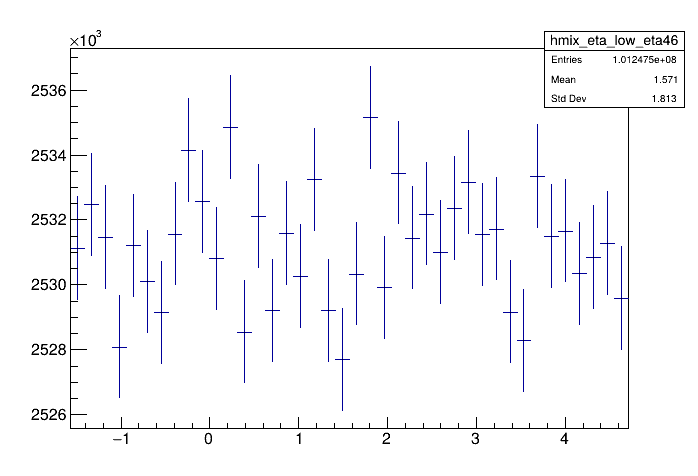 ×10³
hmix_eta_low_eta46
Entries 1.012475e+08
Mean 1.571
Std Dev 1.813
2536
2534
2532
2530
2528
2526
−1 0 1 2 3 4